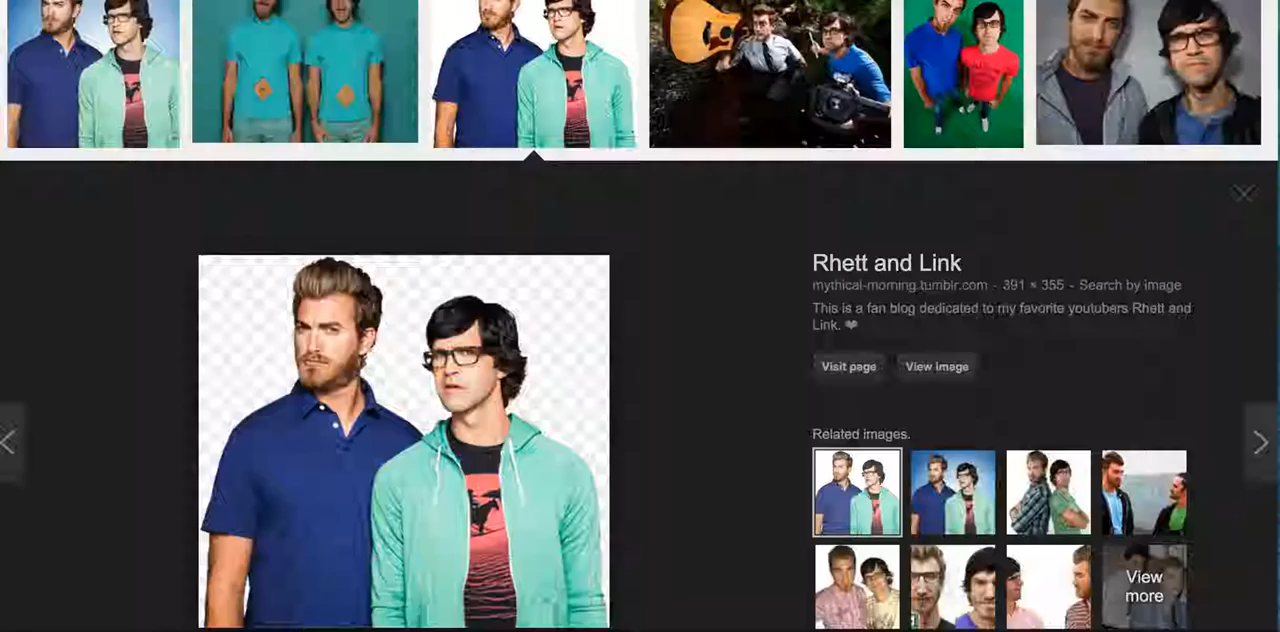 Rhett and Link
mythical-morning.tumblr.com - 391 × 355 - Search by image
This is a fan blog dedicated to my favorite youtubers Rhett and
Link. ❤
Visit page
View image
Related images.
View
more